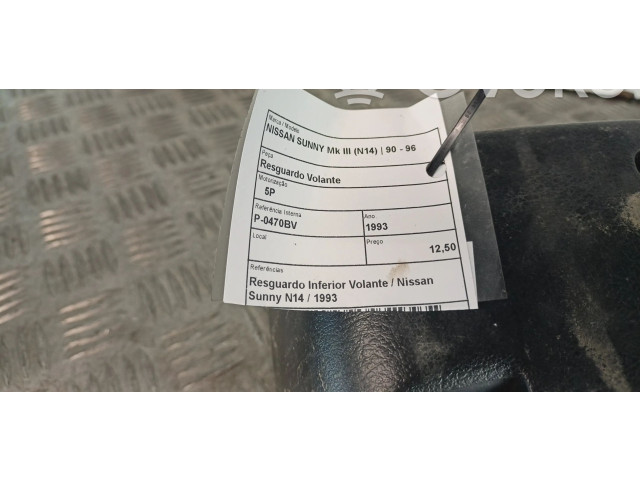 Marca / Modelo
NISSAN SUNNY Mk III (N14) | 90 - 96
Peça
Resguardo Volante
Motorização
5P
Referência Interna
P-0470BV
Ano
1993
Local
Preço
12,50
Referências
Resguardo Inferior Volante / Nissan
Sunny N14 / 1993